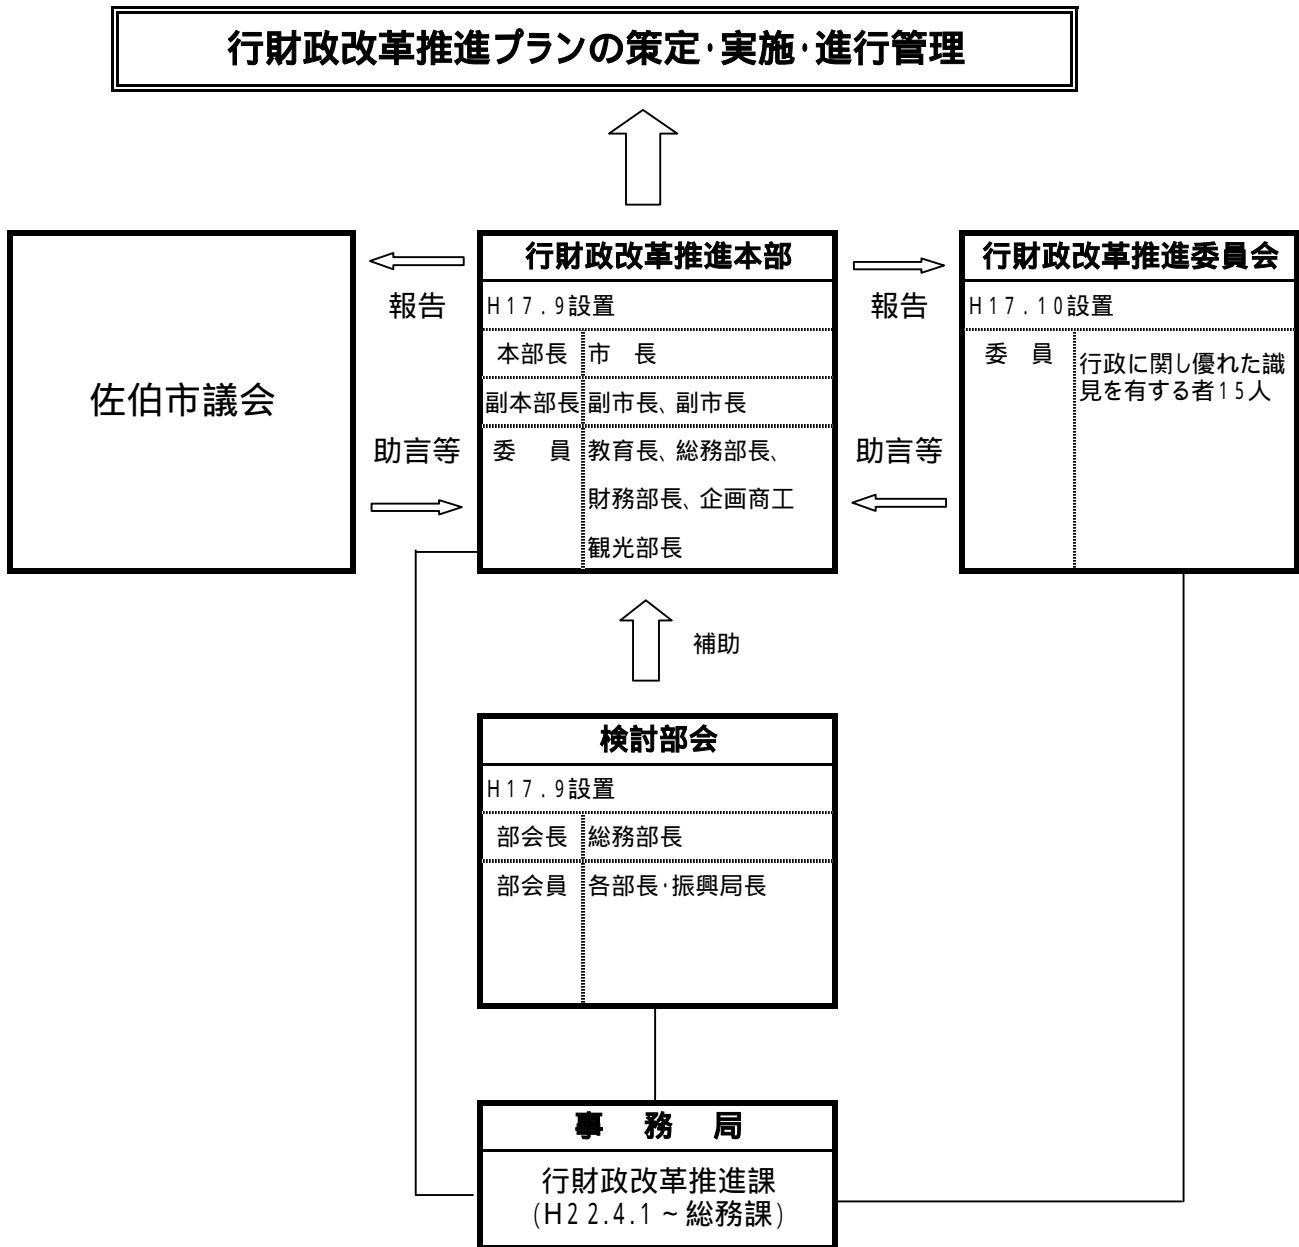 行財政改革推進プランの策定・実施・進行管理
佐伯市議会
報告
助言等
行財政改革推進本部
H17.9設置
本部長 市 長
副本部長 副市長、副市長
委 員 教育長、総務部長、
財務部長、企画商工
観光部長
報告
助言等
行財政改革推進委員会
H17.10設置
委 員 行政に関し優れた識
見を有する者15人
補助
検討部会
H17.9設置
部会長 総務部長
部会員 各部長・振興局長
事 務 局
行財政改革推進課
(H22.4.1~総務課)